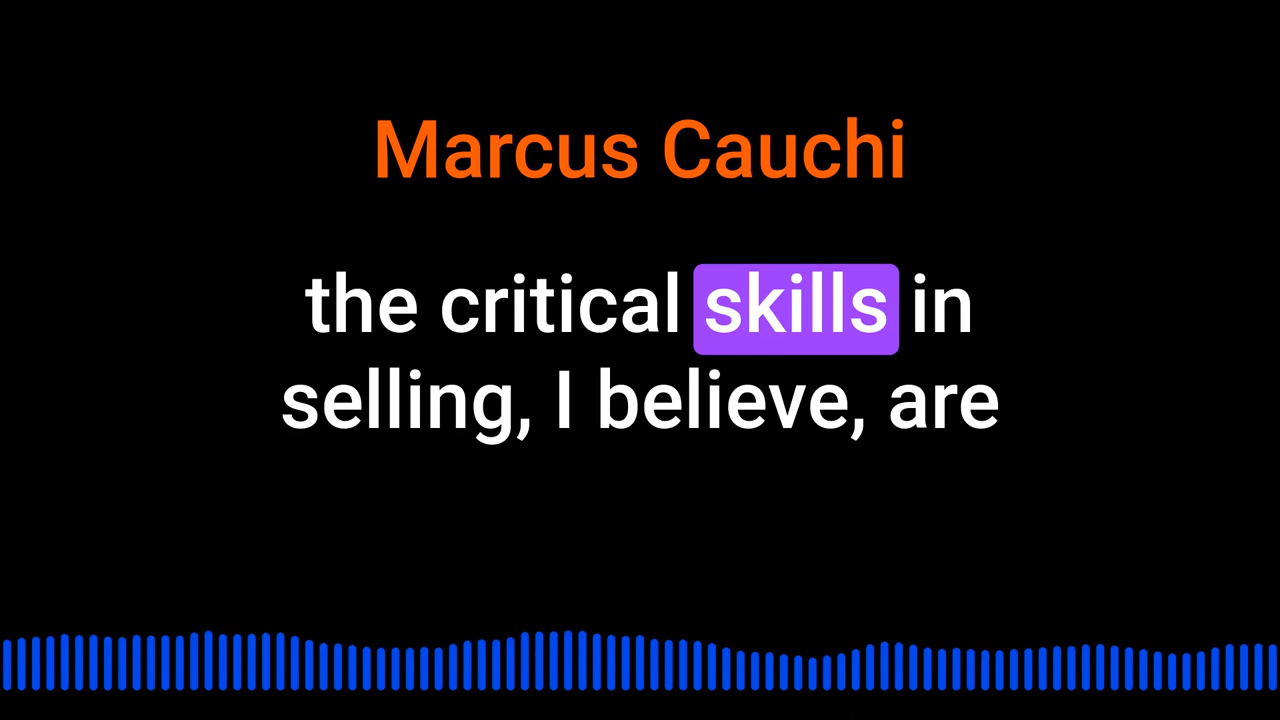 Marcus Cauchi
the critical skills in
selling, I believe, are